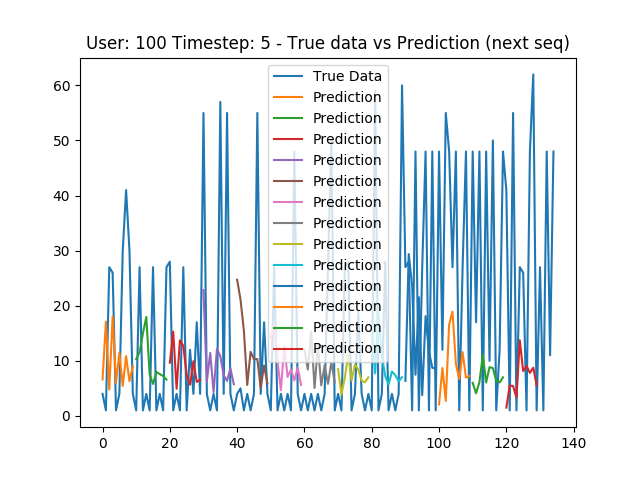 User: 100 Timestep: 5 - True data vs Prediction (next seq)
60
50
40
30
20
10
0
True Data
Prediction
Prediction
Prediction
Prediction
Prediction
Prediction
Prediction
Prediction
Prediction
Prediction
Prediction
Prediction
Prediction
0 20 40 60 80 100 120 140